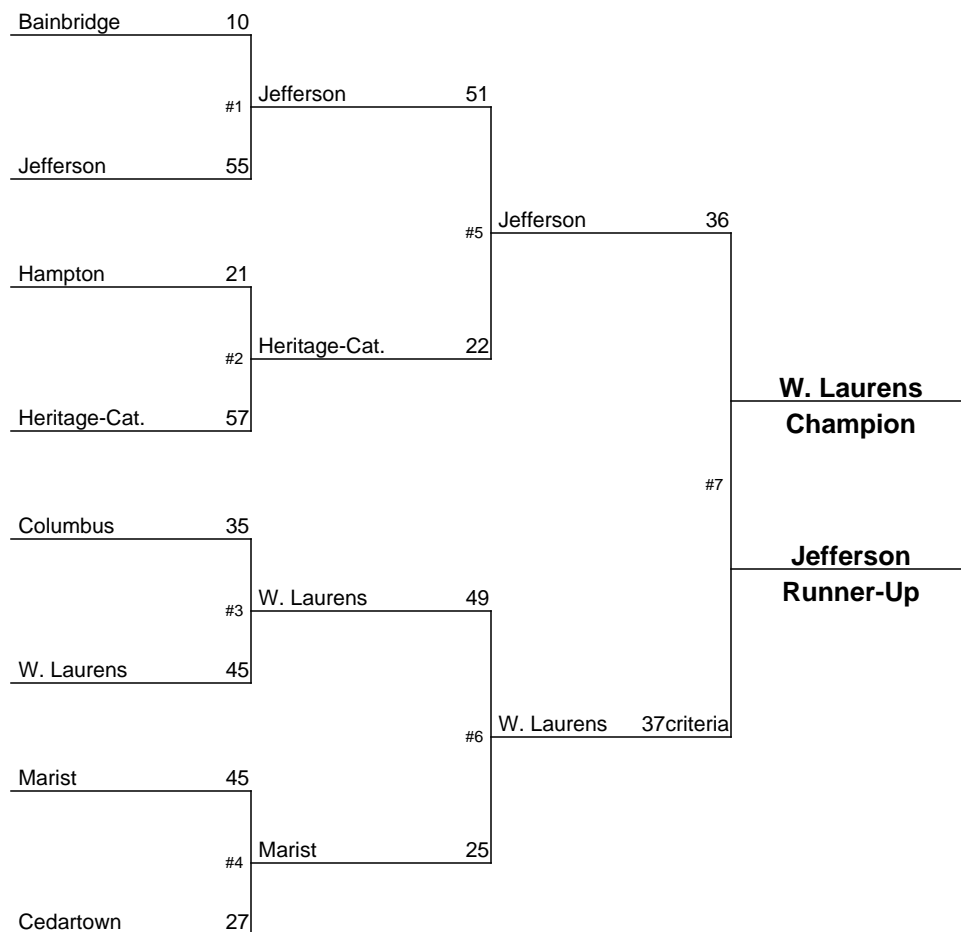 Bainbridge 10
#1 Jefferson 51
Jefferson 55
#5 Jefferson 36
Hampton 21
#2 Heritage-Cat. 22
Heritage-Cat. 57
W. Laurens
Champion
#7
Columbus 35
#3 W. Laurens 49
W. Laurens 45
Jefferson
Runner-Up
#6 W. Laurens 37criteria
Marist 45
#4 Marist 25
Cedartown 27